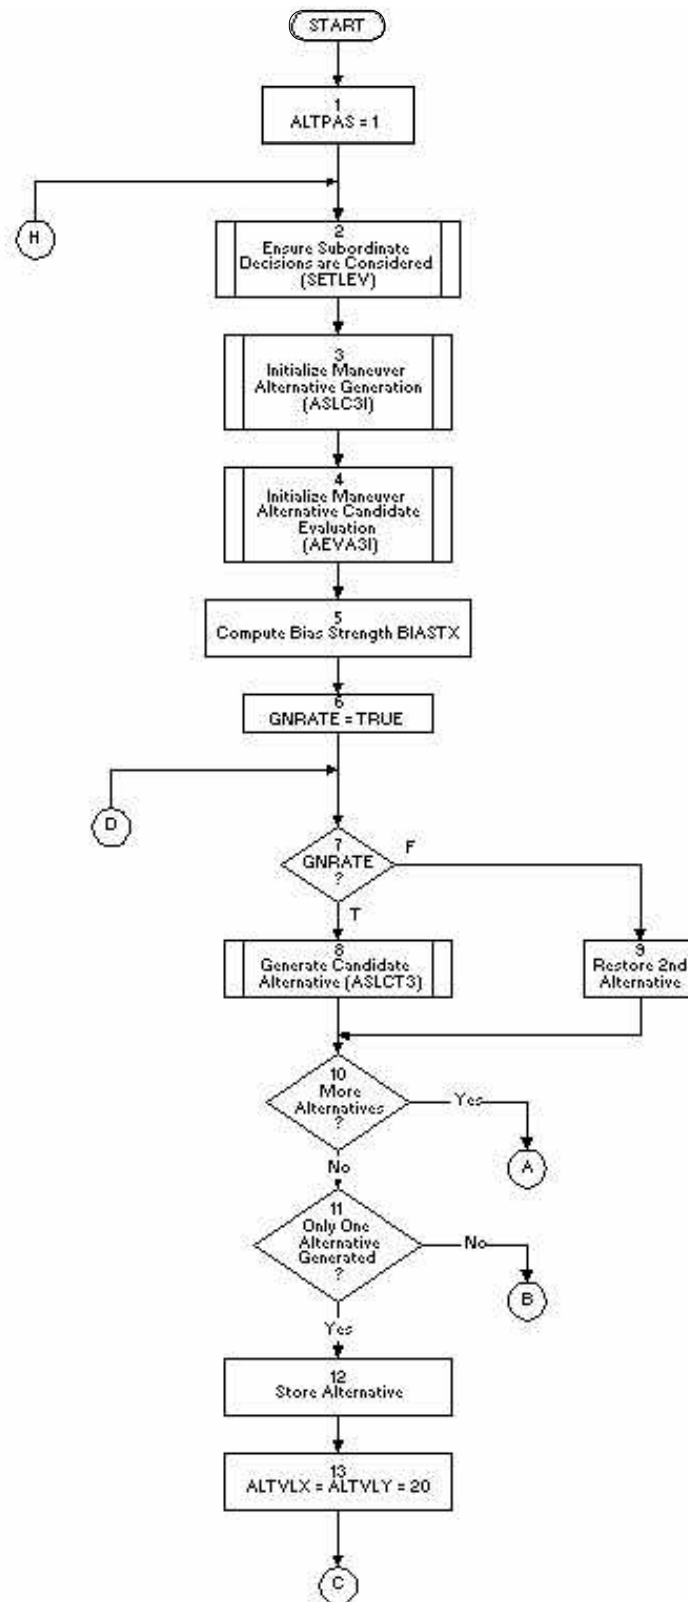 START
1
ALTPAS = 1
H
2
Ensure Subordinate
Decisions are Considered
(SETLEV)
3
Initialize Maneuver
Alternative Generation
(ASLC3I)
4
Initialize Maneuver
Alternative Candidate
Evaluation
(AEVA3I)
5
Compute Bias Strength BIASTX
6
GNRATE = TRUE
D
7
GNRATE
?
F
T
8
Generate Candidate
Alternative (ASLCT3)
9
Restore 2nd
Alternative
10
More
Alternatives
?
Yes
A
No
11
Only One
Alternative
Generated
?
No
B
Yes
12
Store Alternative
13
ALTVLX = ALTVLY = 20
C